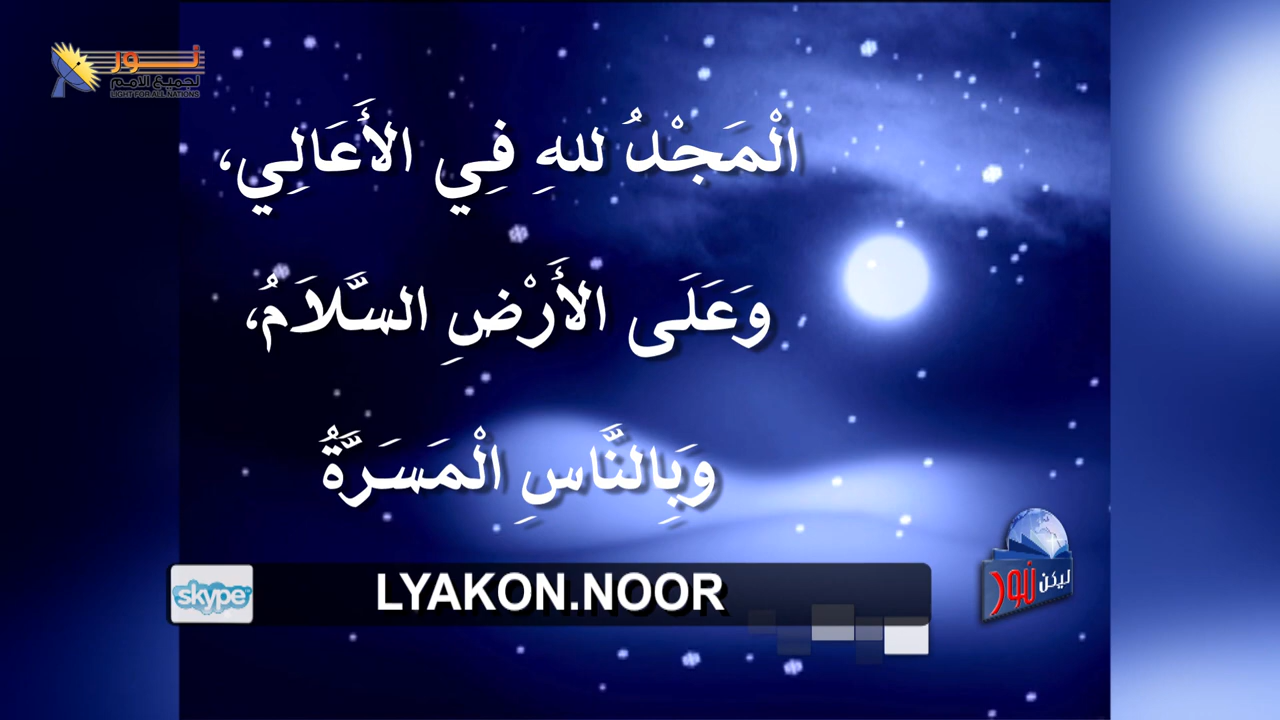 نور
لجميع الامم
LIGHT FOR ALL NATIONS
الْمَجْدُ للهِ فِي الأَعَالِي،
وَعَلَى الأَرْضِ السَّلاَمُ،
وَبِالنَّاسِ الْمَسَرَّةُ
ليكن نور
skype
LYAKON.NOOR